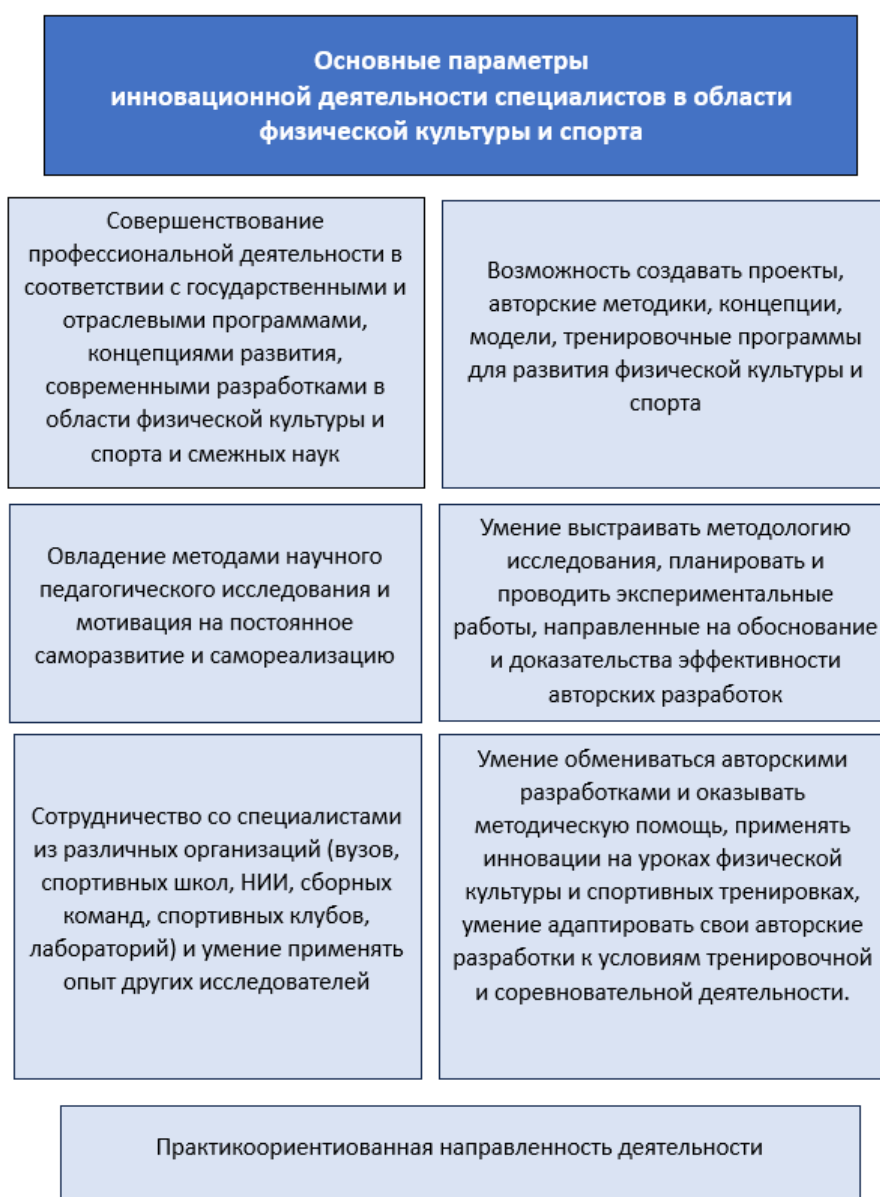 Основные параметры
инновационной деятельности специалистов в области
физической культуры и спорта
Совершенствование
профессиональной деятельности в
соответствии с государственными и
отраслевыми программами,
концепциями развития,
современными разработками в
области физической культуры и
спорта и смежных наук
Возможность создавать проекты,
авторские методики, концепции,
модели, тренировочные программы
для развития физической культуры и
спорта
Овладение методами научного
педагогического исследования и
мотивация на постоянное
саморазвитие и самореализацию
Умение выстраивать методологию
исследования, планировать и
проводить экспериментальные
работы, направленные на обоснование
и доказательства эффективности
авторских разработок
Сотрудничество со специалистами
из различных организаций (вузов,
спортивных школ, НИИ, сборных
команд, спортивных клубов,
лабораторий) и умение применять
опыт других исследователей
Умение обмениваться авторскими
разработками и оказывать
методическую помощь, применять
инновации на уроках физической
культуры и спортивных тренировках,
умение адаптировать свои авторские
разработки к условиям тренировочной
и соревновательной деятельности.
Практикоориентиованная направленность деятельности